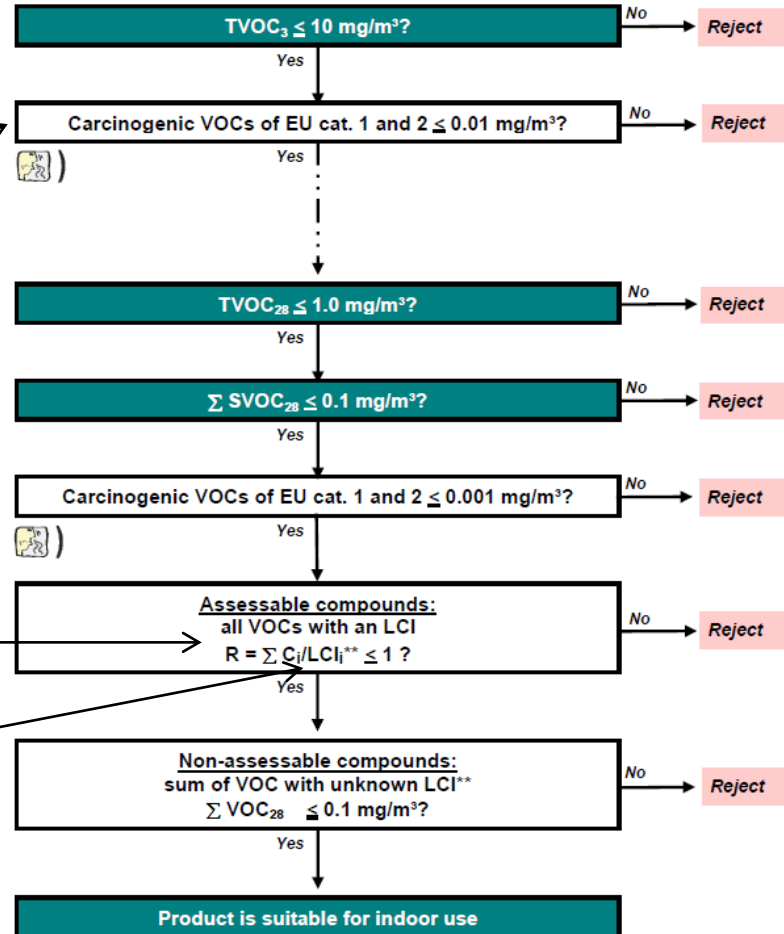 TVOC₃ ≤ 10 mg/m³?
No
Reject
Yes
Carcinogenic VOCs of EU cat. 1 and 2 ≤ 0.01 mg/m³?
No
Reject
)
Yes
TVOC₂₈ ≤ 1.0 mg/m³?
No
Reject
Yes
∑ SVOC₂₈ ≤ 0.1 mg/m³?
No
Reject
Yes
Carcinogenic VOCs of EU cat. 1 and 2 ≤ 0.001 mg/m³?
No
Reject
)
Yes
Assessable compounds:
all VOCs with an LCI
R = ∑ Cᵢ/LCIᵢ** ≤ 1 ?
No
Reject
Yes
Non-assessable compounds:
sum of VOC with unknown LCI**
∑ VOC₂₈ ≤ 0.1 mg/m³?
No
Reject
Yes
Product is suitable for indoor use